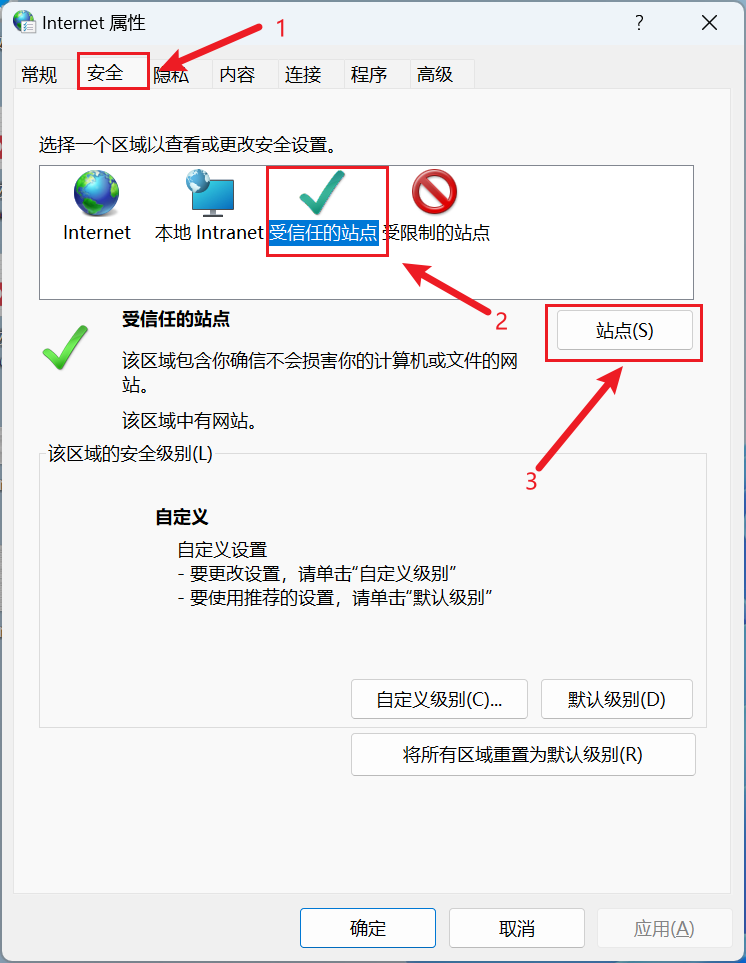 Internet 属性
?
1
常规 安全 隐私 内容 连接 程序 高级
选择一个区域以查看或更改安全设置。
Internet 本地 Intranet 受信任的站点 受限制的站点
2
受信任的站点
站点(S)
该区域包含你确信不会损害你的计算机或文件的网
站。
该区域中有网站。
3
该区域的安全级别(L)
自定义
自定义设置
- 要更改设置，请单击“自定义级别”
- 要使用推荐的设置，请单击“默认级别”
自定义级别(C)... 默认级别(D)
将所有区域重置为默认级别(R)
确定 取消 应用(A)